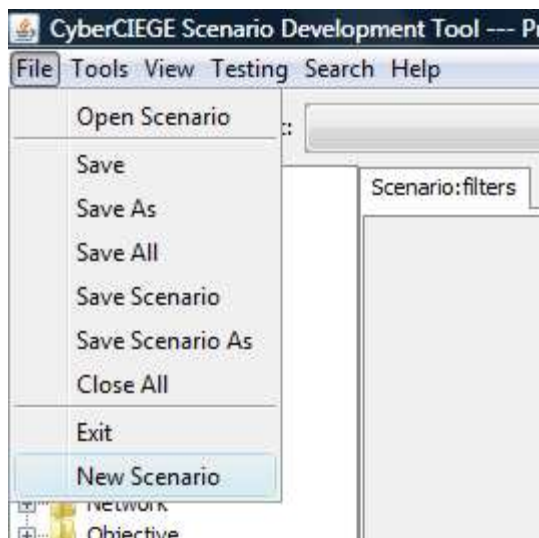 CyberCIEGE Scenario Development Tool --- P
File Tools View Testing Search Help
Open Scenario
:
Save
Scenario:filters
Save As
Save All
Save Scenario
Save Scenario As
Close All
Exit
New Scenario
Network
Objective